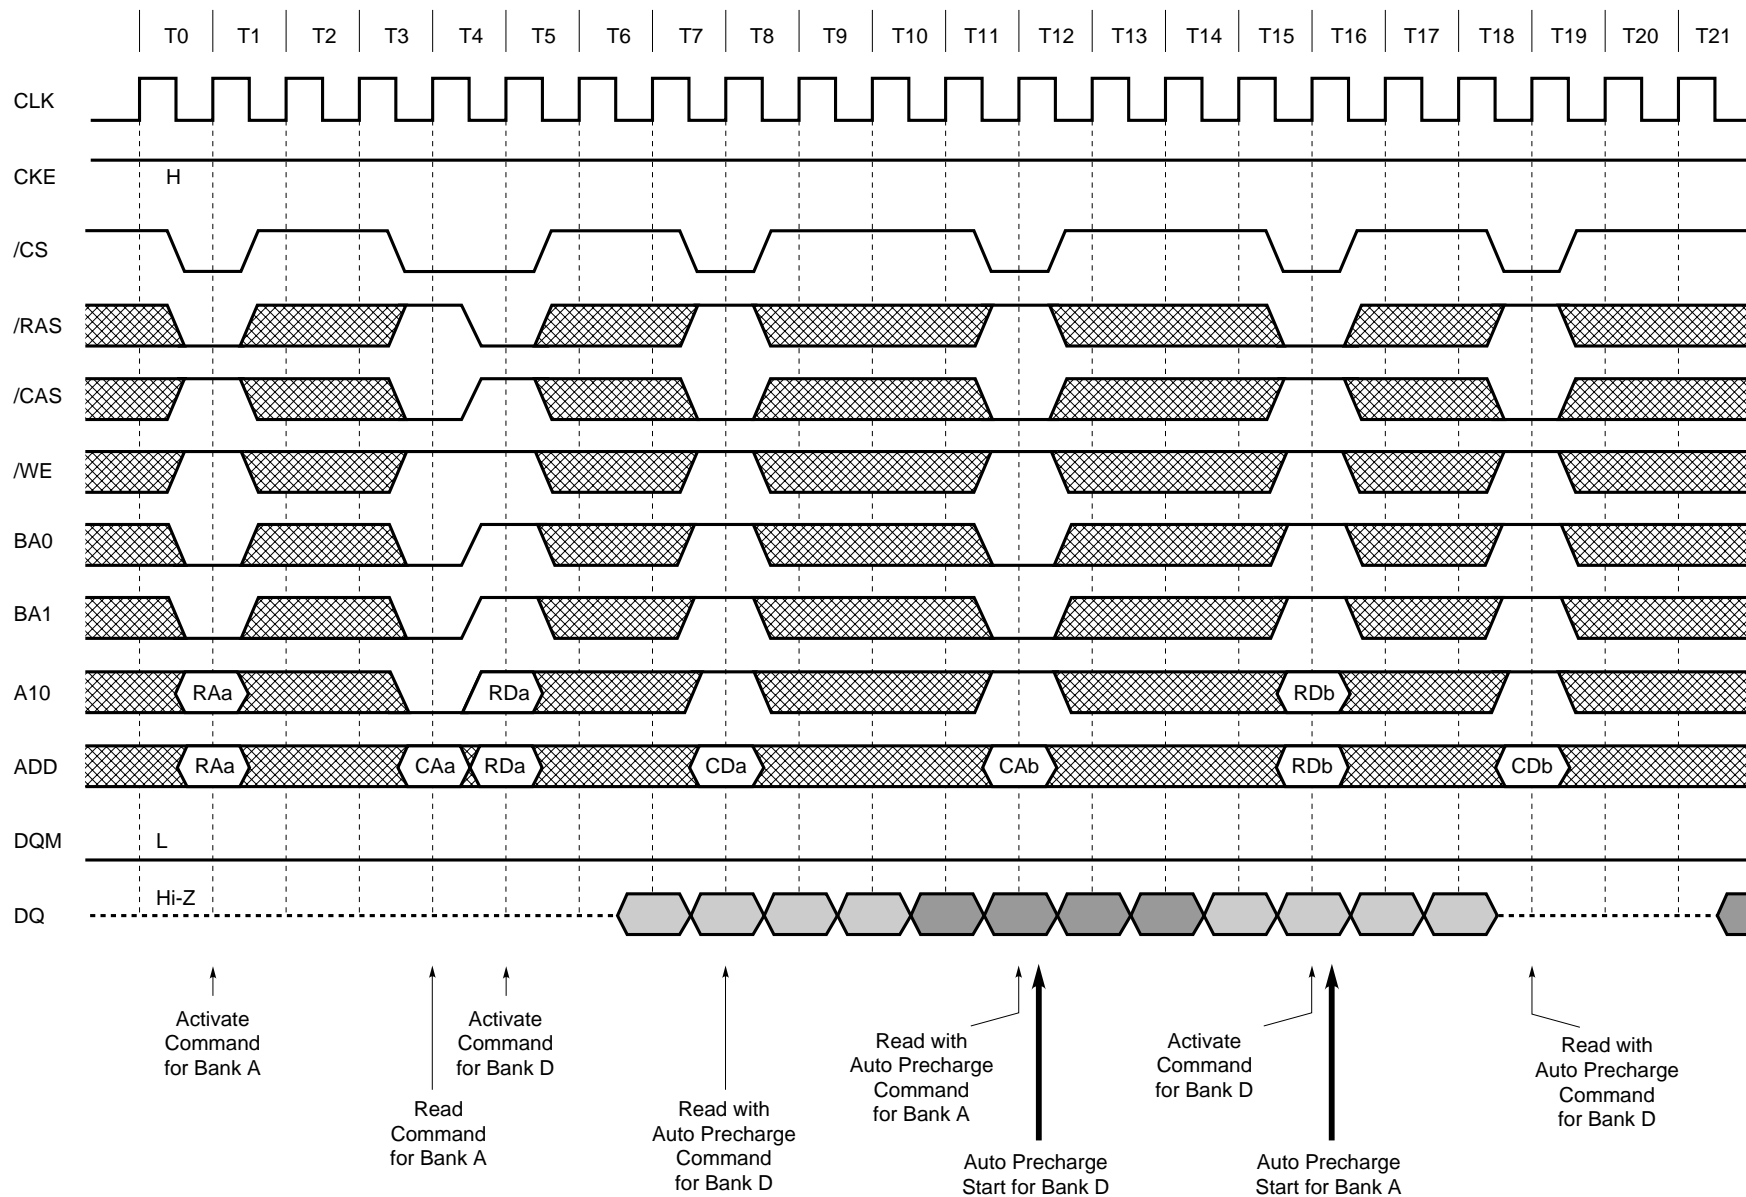 T0 T1 T2 T3 T4 T5 T6 T7 T8 T9 T10 T11 T12 T13 T14 T15 T16 T17 T18 T19 T20 T21
CLK
CKE H
/CS
/RAS
/CAS
/WE
BA0
BA1
A10 RAa RDa RDb
ADD RAa CAa RDa CDa CAb RDb CDb
DQM L
Hi-Z
DQ
Activate
Command
for Bank A
Read
Command
for Bank A
Activate
Command
for Bank D
Read with
Auto Precharge
Command
for Bank D
Read with
Auto Precharge
Command
for Bank A
Auto Precharge
Start for Bank D
Activate
Command
for Bank D
Auto Precharge
Start for Bank A
Read with
Auto Precharge
Command
for Bank D